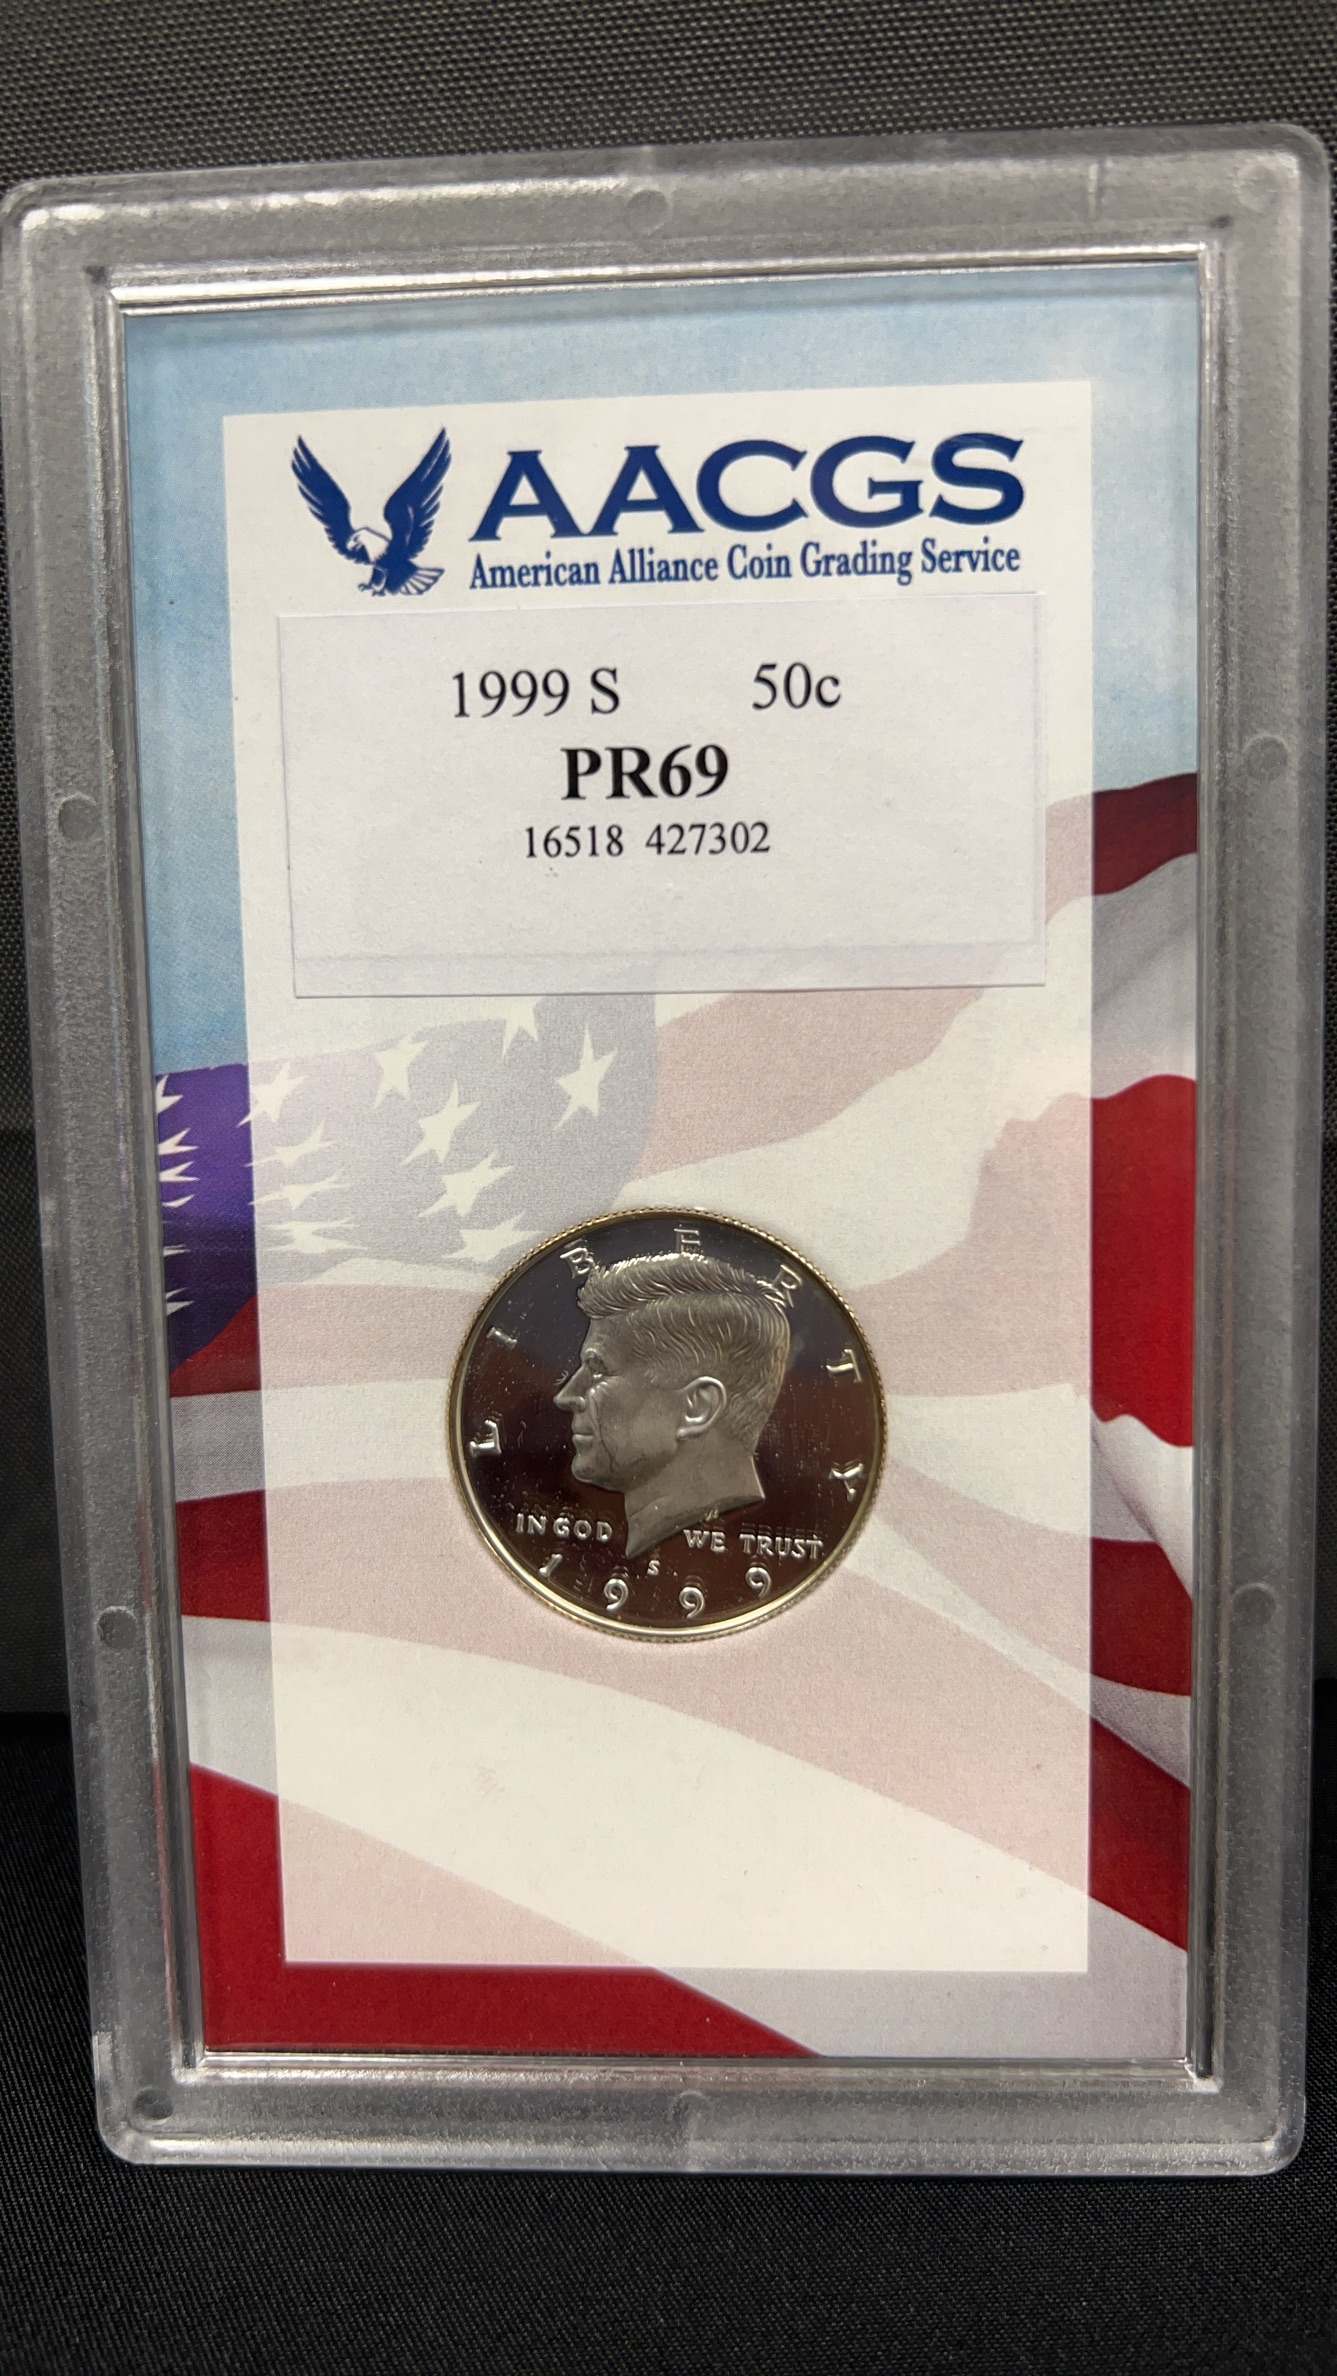 AACGS
American Alliance Coin Grading Service
1999 S 50c
PR69
16518 427302
LIBERTY
IN GOD WE TRUST
S
1999